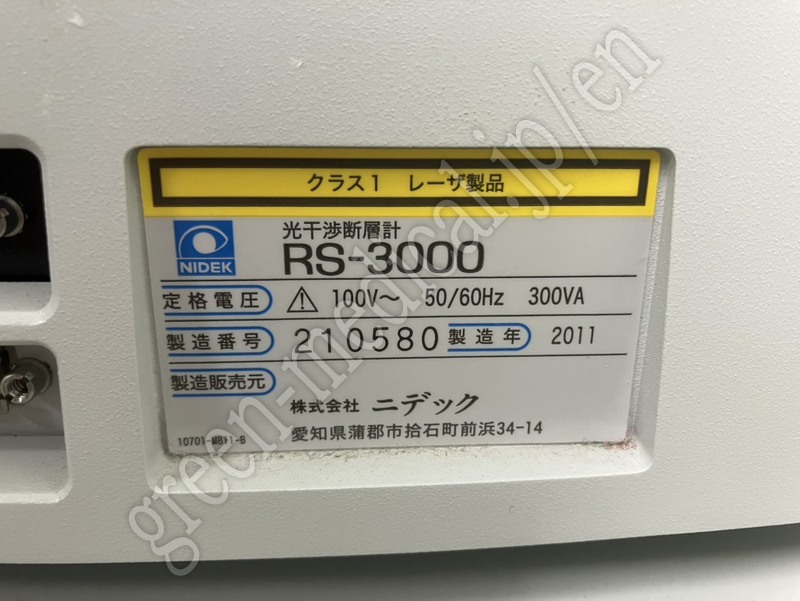 クラス1 レーザ製品
NIDEK
光干渉断層計
RS-3000
定格電圧 100V～ 50/60Hz 300VA
製造番号 210580 製造年 2011
製造販売元
株式会社 ニデック
愛知県蒲郡市拾石町前浜34-14
green-medical.jp/en